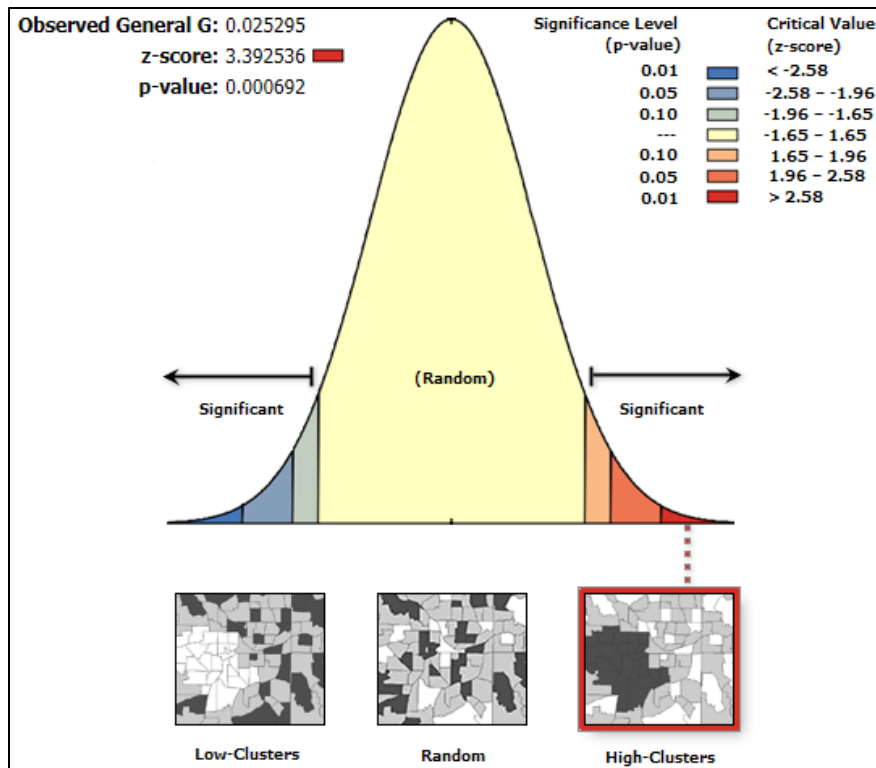 Observed General G: 0.025295
z-score: 3.392536
p-value: 0.000692
Significance Level
(p-value)
Critical Value
(z-score)
0.01 < -2.58
0.05 -2.58 – -1.96
0.10 -1.96 – -1.65
--- -1.65 – 1.65
0.10 1.65 – 1.96
0.05 1.96 – 2.58
0.01 > 2.58
(Random)
Significant
Significant
Low-Clusters
Random
High-Clusters